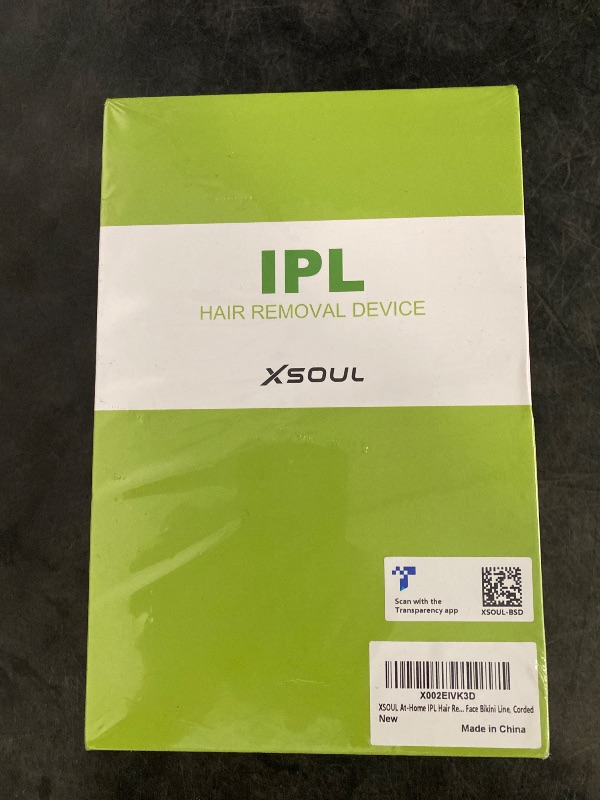 IPL
HAIR REMOVAL DEVICE
XSOUL
Scan with the
Transparency app
XSOUL-BSD
X002EIVK3D
XSOUL At-Home IPL Hair Re... Face Bikini Line, Corded
New
Made in China